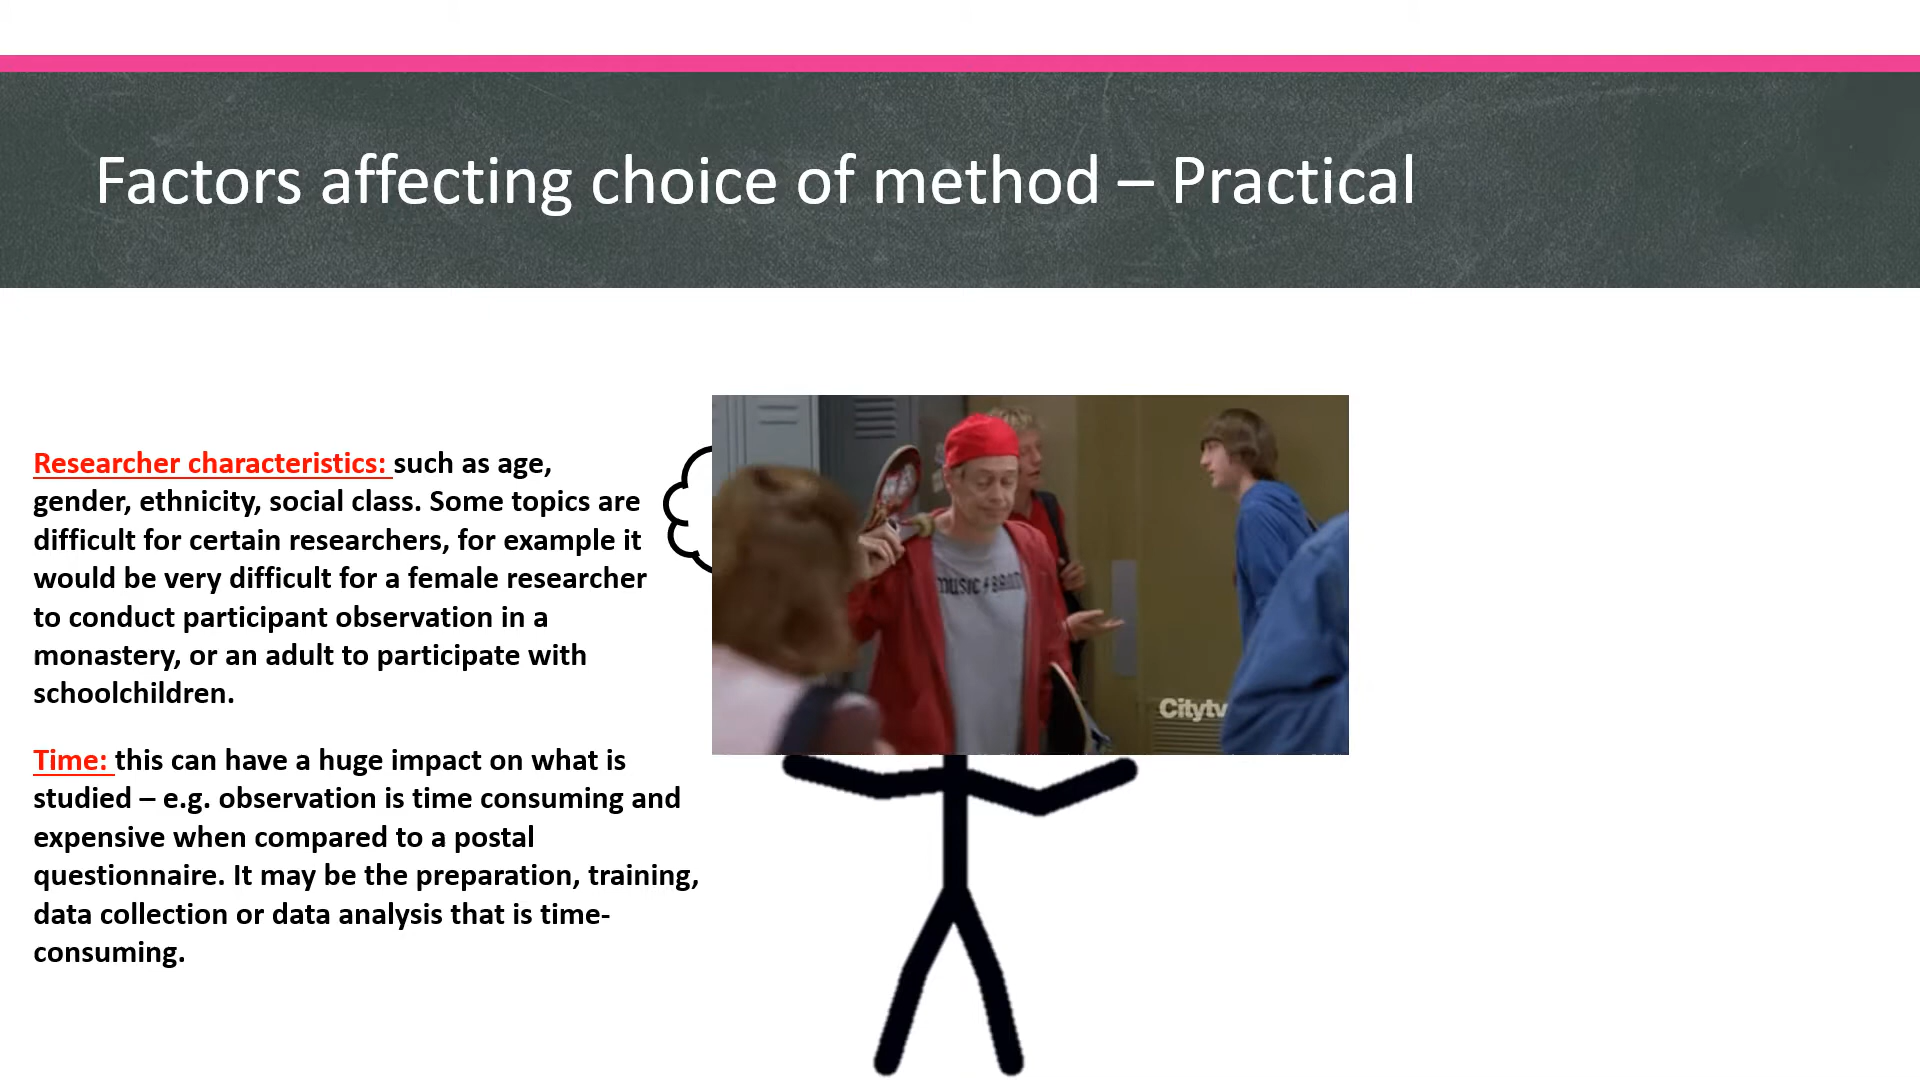 Factors affecting choice of method – Practical
Researcher characteristics: such as age,
gender, ethnicity, social class. Some topics are
difficult for certain researchers, for example it
would be very difficult for a female researcher
to conduct participant observation in a
monastery, or an adult to participate with
schoolchildren.
Time: this can have a huge impact on what is
studied – e.g. observation is time consuming and
expensive when compared to a postal
questionnaire. It may be the preparation, training,
data collection or data analysis that is time-
consuming.
music
Citytv